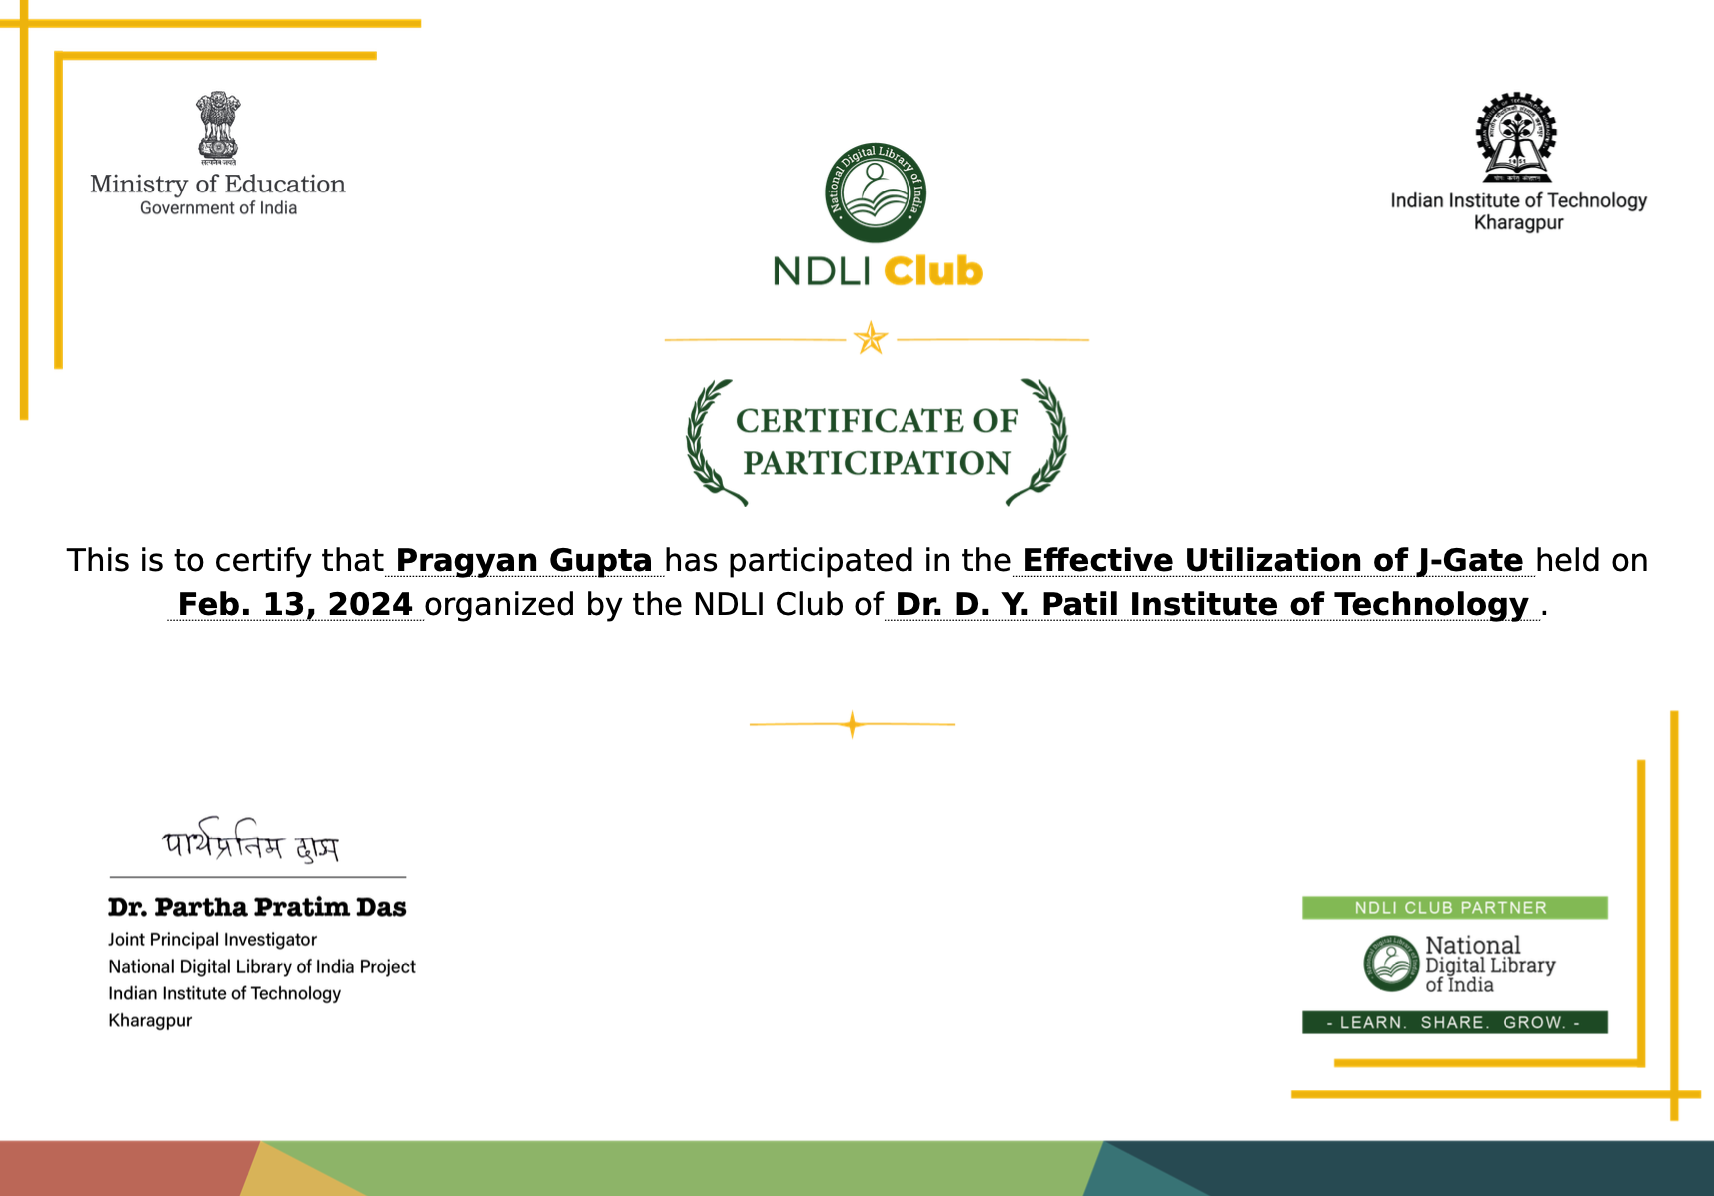 सत्यमेव जयते
Ministry of Education
Government of India
National Digital Library of India
NDLI Club
1951
Indian Institute of Technology
Kharagpur
CERTIFICATE OF
PARTICIPATION
This is to certify that Pragyan Gupta has participated in the Effective Utilization of J-Gate held on
Feb. 13, 2024 organized by the NDLI Club of Dr. D. Y. Patil Institute of Technology .
पार्थप्रतिम दास
Dr. Partha Pratim Das
Joint Principal Investigator
National Digital Library of India Project
Indian Institute of Technology
Kharagpur
NDLI CLUB PARTNER
National
Digital Library
of India
- LEARN. SHARE. GROW. -